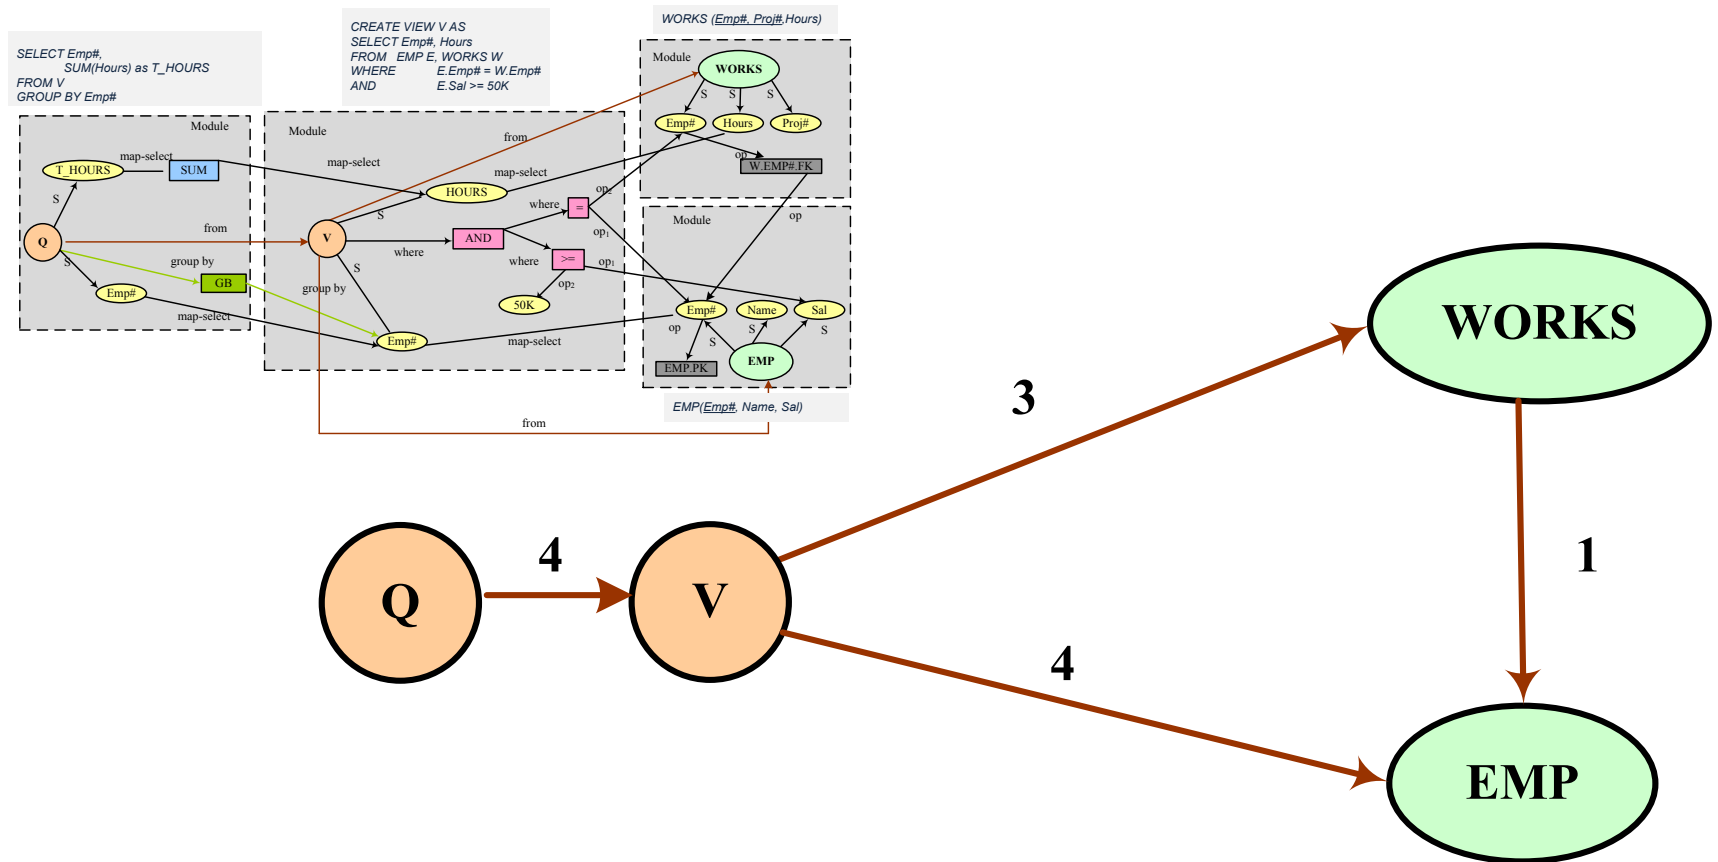 SELECT Emp#,
SUM(Hours) as T_HOURS
FROM V
GROUP BY Emp#
CREATE VIEW V AS
SELECT Emp#, Hours
FROM EMP E, WORKS W
WHERE E.Emp# = W.Emp#
AND E.Sal >= 50K
WORKS (Emp#, Proj#,Hours)
Module
T_HOURS
map-select
SUM
S
Q
from
S
group by
GB
Emp#
map-select
Module
map-select
from
HOURS
map-select
S
V
where
AND
where
=
op2
op1
where
>=
op1
op2
50K
S
group by
Emp#
map-select
from
Module
WORKS
S
S
S
Emp#
Hours
Proj#
op
W.EMP#.FK
op
Module
Emp#
Name
Sal
op
S
S
S
EMP.PK
EMP
EMP(Emp#, Name, Sal)
WORKS
3
4
Q
V
1
4
EMP